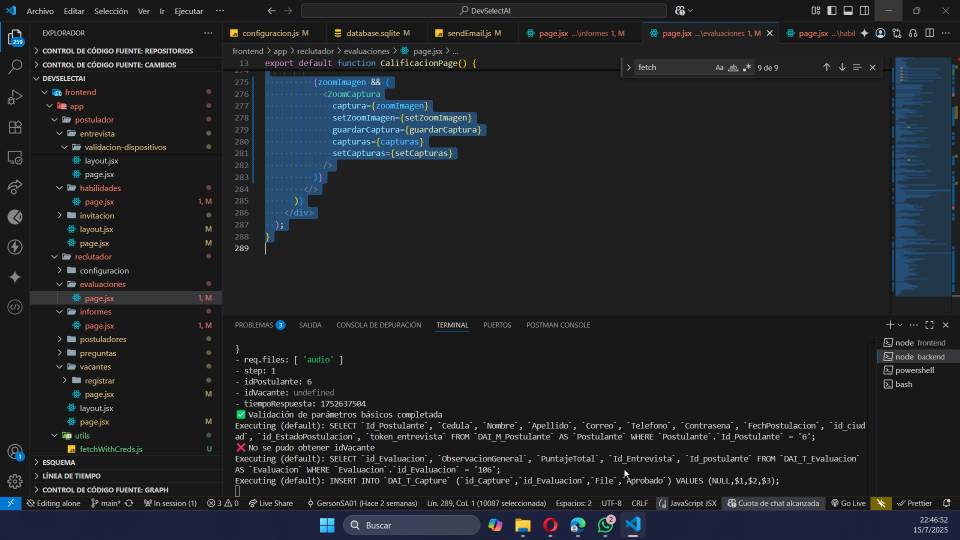 Archivo Editar Selección Ver Ir Ejecutar ···
DevSelectAI
EXPLORADOR
CONTROL DE CÓDIGO FUENTE: REPOSITORIOS
CONTROL DE CÓDIGO FUENTE: CAMBIOS
DEVSELECTAI
frontend
app
postulador
entrevista
validacion-dispositivos
layout.jsx
page.jsx
habilidades
page.jsx 1, M
invitacion
layout.jsx M
page.jsx M
reclutador
configuracion
evaluaciones
page.jsx 1, M
informes
page.jsx 1, M
postuladores
preguntas
vacantes
registrar
page.jsx M
layout.jsx
page.jsx M
utils
fetchWithCreds.js U
ESQUEMA
LÍNEA DE TIEMPO
CONTROL DE CÓDIGO FUENTE: GRAPH
configuracion.js M
database.sqlite M
sendEmail.js M
page.jsx ...\informes 1, M
page.jsx ...\evaluaciones 1, M
page.jsx ...\habil
frontend > app > reclutador > evaluaciones > page.jsx > ...
fetch
Aa ab 9 de 9
13 export default function CalificacionPage() {
275 {zoomImagen && (
276 <ZoomCaptura
277 captura={zoomImagen}
278 setZoomImagen={setZoomImagen}
279 guardarCaptura={guardarCaptura}
280 capturas={capturas}
281 setCapturas={setCapturas}
282 />
283 )}
284 </>
285 )}
286 </div>
287 );
288 }
289
PROBLEMAS 3 SALIDA CONSOLA DE DEPURACIÓN TERMINAL PUERTOS POSTMAN CONSOLE
}
- req.files: [ 'audio' ]
- step: 1
- idPostulante: 6
- idVacante: undefined
- tiempoRespuesta: 1752637504
✅ Validación de parámetros básicos completada
Executing (default): SELECT `Id_Postulante`, `Cedula`, `Nombre`, `Apellido`, `Correo`, `Telefono`, `Contrasena`, `FechPostulacion`, `id_ciud
ad`, `id_EstadoPostulacion`, `token_entrevista` FROM `DAI_M_Postulante` AS `Postulante` WHERE `Postulante`.`Id_Postulante` = '6';
❌ No se pudo obtener idVacante
Executing (default): SELECT `id_Evaluacion`, `ObservacionGeneral`, `PuntajeTotal`, `Id_Entrevista`, `Id_postulante` FROM `DAI_T_Evaluacion`
AS `Evaluacion` WHERE `Evaluacion`.`id_Evaluacion` = '106';
Executing (default): INSERT INTO `DAI_T_Capture` (`id_Capture`,`id_Evaluacion`,`File`,`Aprobado`) VALUES (NULL,$1,$2,$3);
node frontend
node backend
powershell
bash
259
1
Editing alone main* In session (1) 3 0 Live Share GersonSA01 (Hace 2 semanas) Lín. 289, Col. 1 (10087 seleccionada) Espacios: 2 UTF-8 CRLF JavaScript JSX Cuota de chat alcanzada Go Live Prettier
Buscar
2
22:46:52
15/7/2025